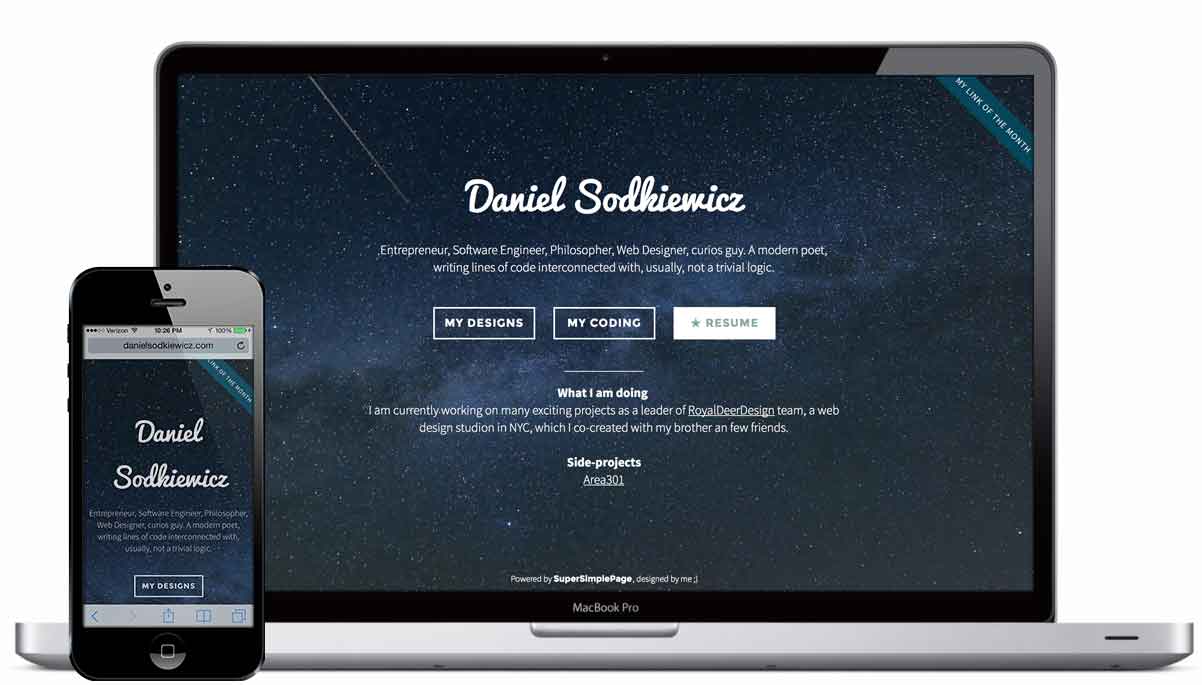 MY LINK OF THE MONTH
Daniel Sodkiewicz
Entrepreneur, Software Engineer, Philosopher, Web Designer, curios guy. A modern poet,
writing lines of code interconnected with, usually, not a trivial logic.
MY DESIGNS
MY CODING
★ RESUME
What I am doing
I am currently working on many exciting projects as a leader of RoyalDeerDesign team, a web
design studion in NYC, which I co-created with my brother an few friends.
Side-projects
Area301
Powered by SuperSimplePage, designed by me ;)
MacBook Pro
Verizon 10:26 PM 100%
danielsodkiewicz.com
LINK OF THE MONTH
Daniel
Sodkiewicz
Entrepreneur, Software Engineer, Philosopher,
Web Designer, curios guy. A modern poet,
writing lines of code interconnected with,
usually, not a trivial logic.
MY DESIGNS